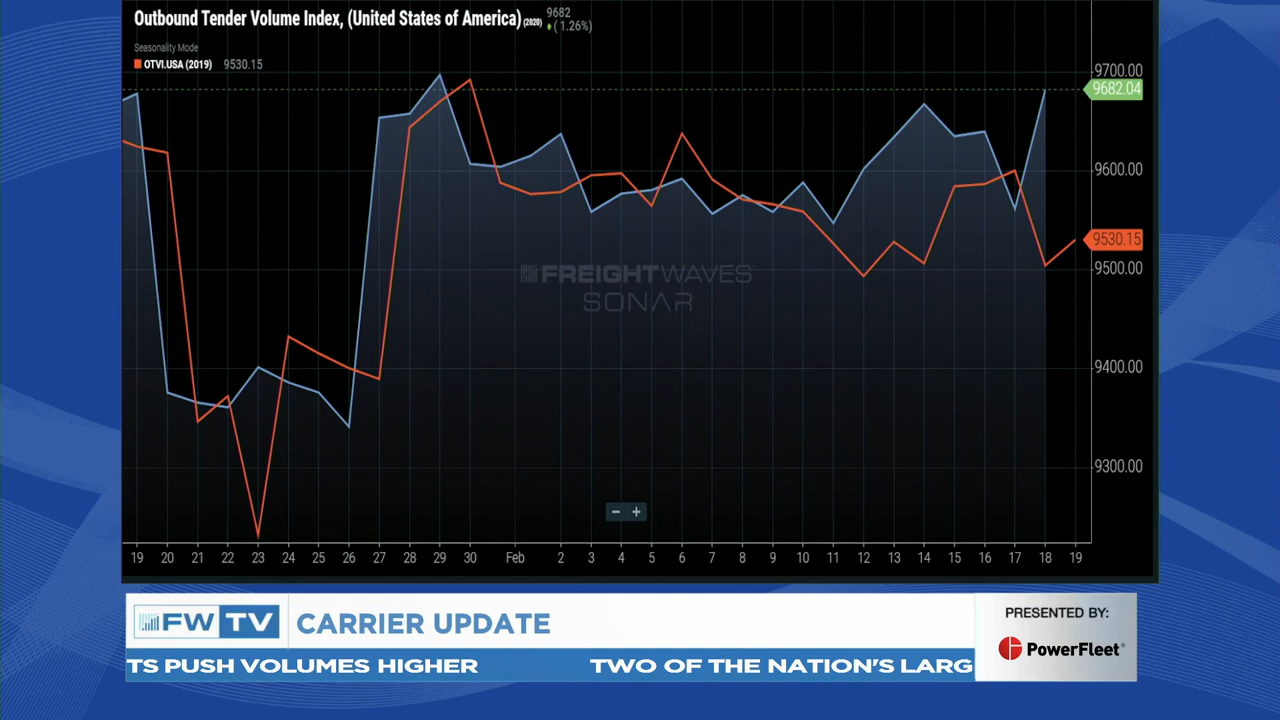 Outbound Tender Volume Index, (United States of America) (2020) 9682
(1.26%)
Seasonality Mode
OTVI.USA (2019) 9530.15
9700.00
9682.04
9600.00
9530.15
9500.00
9400.00
9300.00
FREIGHTWAVES
SONAR
− +
19 20 21 22 23 24 25 26 27 28 29 30 Feb 2 3 4 5 6 7 8 9 10 11 12 13 14 15 16 17 18 19
FWTV CARRIER UPDATE
PRESENTED BY:
PowerFleet
TS PUSH VOLUMES HIGHER TWO OF THE NATION'S LARG